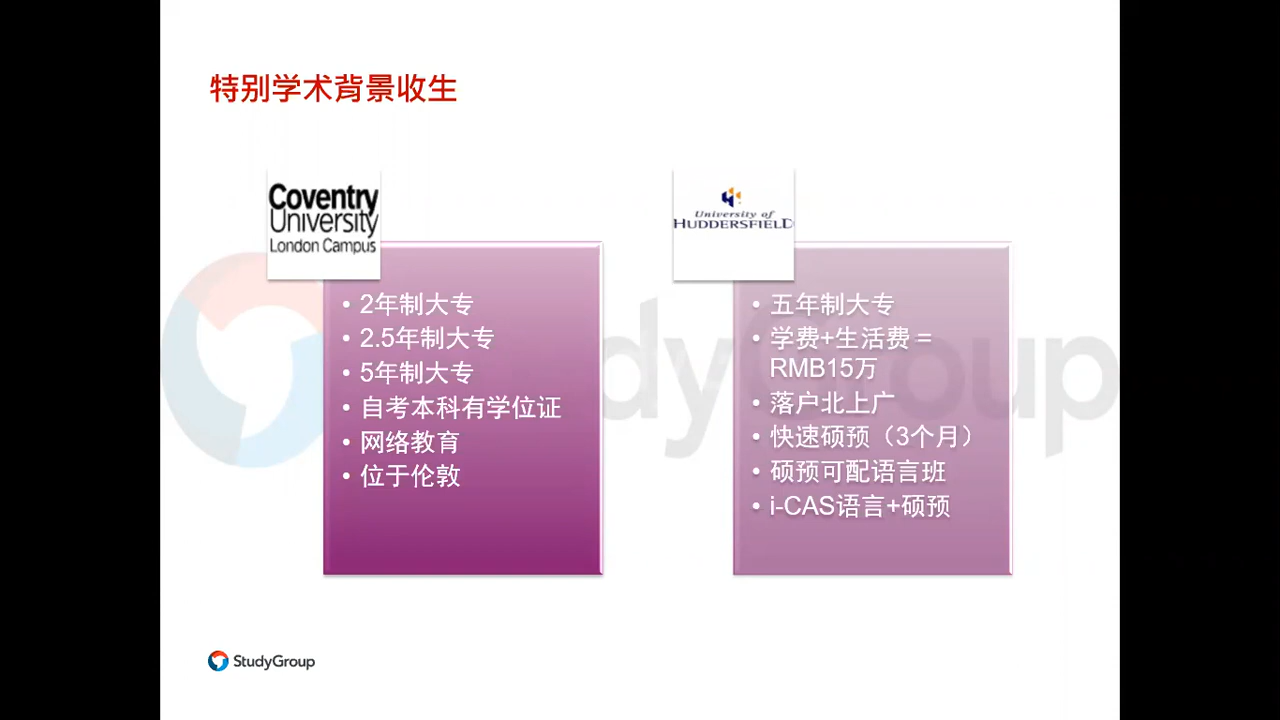 特别学术背景收生
Coventry
University
London Campus
• 2年制大专
• 2.5年制大专
• 5年制大专
• 自考本科有学位证
• 网络教育
• 位于伦敦
University of
HUDDERSFIELD
• 五年制大专
• 学费+生活费 =
RMB15万
• 落户北上广
• 快速硕预（3个月）
• 硕预可配语言班
• i-CAS语言+硕预
StudyGroup
StudyGroup